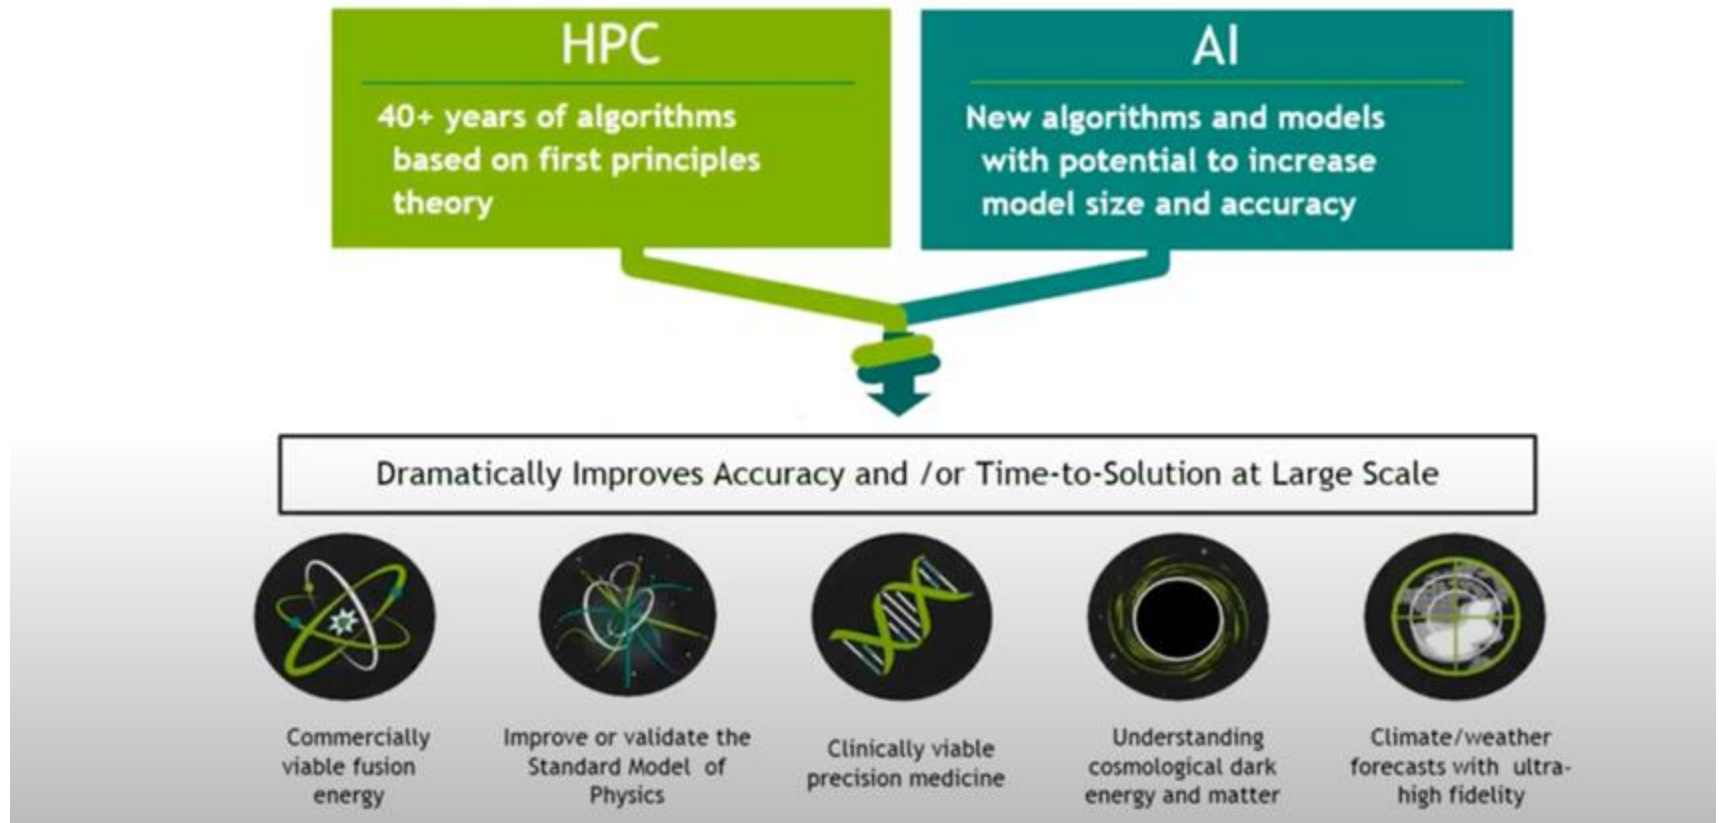 HPC
40+ years of algorithms
based on first principles
theory
AI
New algorithms and models
with potential to increase
model size and accuracy
Dramatically Improves Accuracy and /or Time-to-Solution at Large Scale
Commercially
viable fusion
energy
Improve or validate the
Standard Model of
Physics
Clinically viable
precision medicine
Understanding
cosmological dark
energy and matter
Climate/weather
forecasts with ultra-
high fidelity